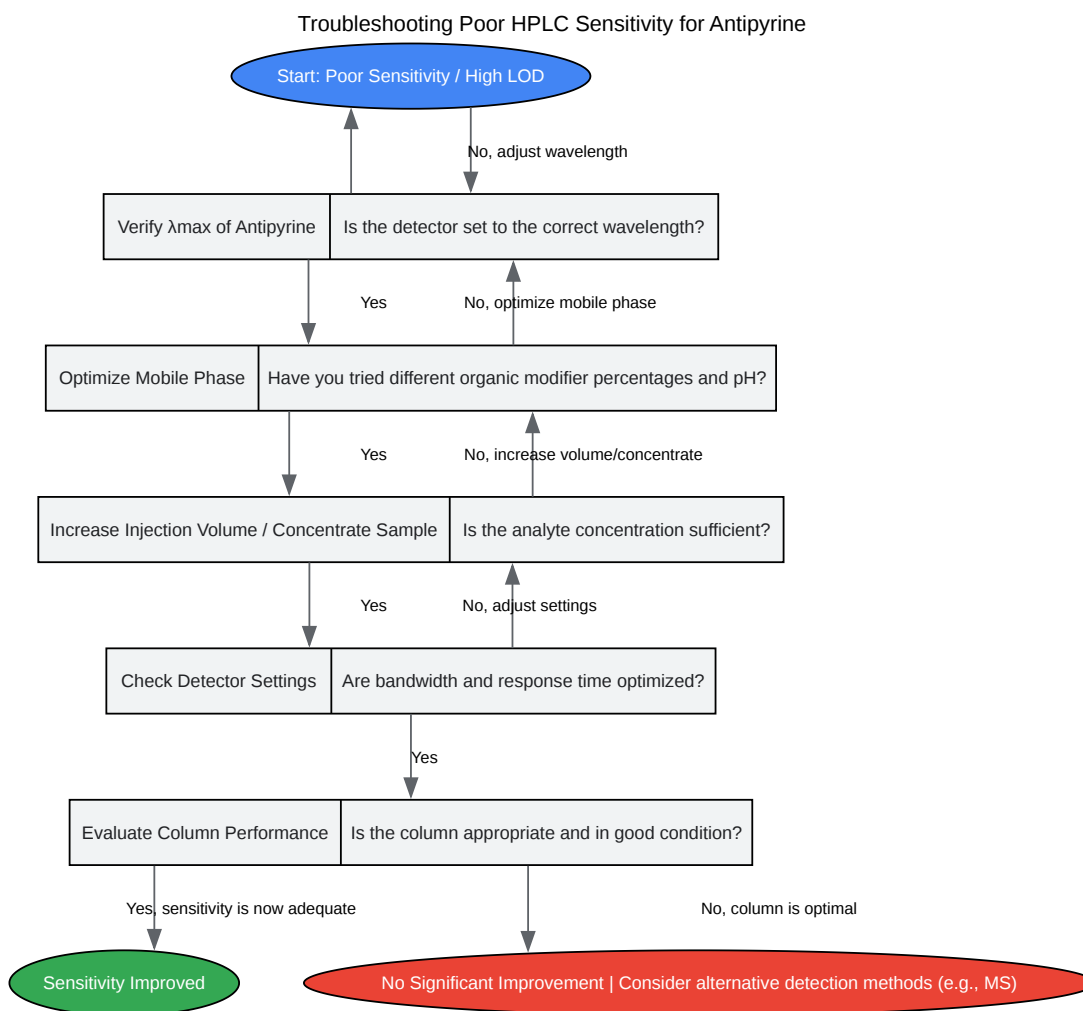 Troubleshooting Poor HPLC Sensitivity for Antipyrine
Start: Poor Sensitivity / High LOD
No, adjust wavelength
Verify λmax of Antipyrine
Is the detector set to the correct wavelength?
Yes
No, optimize mobile phase
Optimize Mobile Phase
Have you tried different organic modifier percentages and pH?
Yes
No, increase volume/concentrate
Increase Injection Volume / Concentrate Sample
Is the analyte concentration sufficient?
Yes
No, adjust settings
Check Detector Settings
Are bandwidth and response time optimized?
Yes
Evaluate Column Performance
Is the column appropriate and in good condition?
Yes, sensitivity is now adequate
No, column is optimal
Sensitivity Improved
No Significant Improvement | Consider alternative detection methods (e.g., MS)